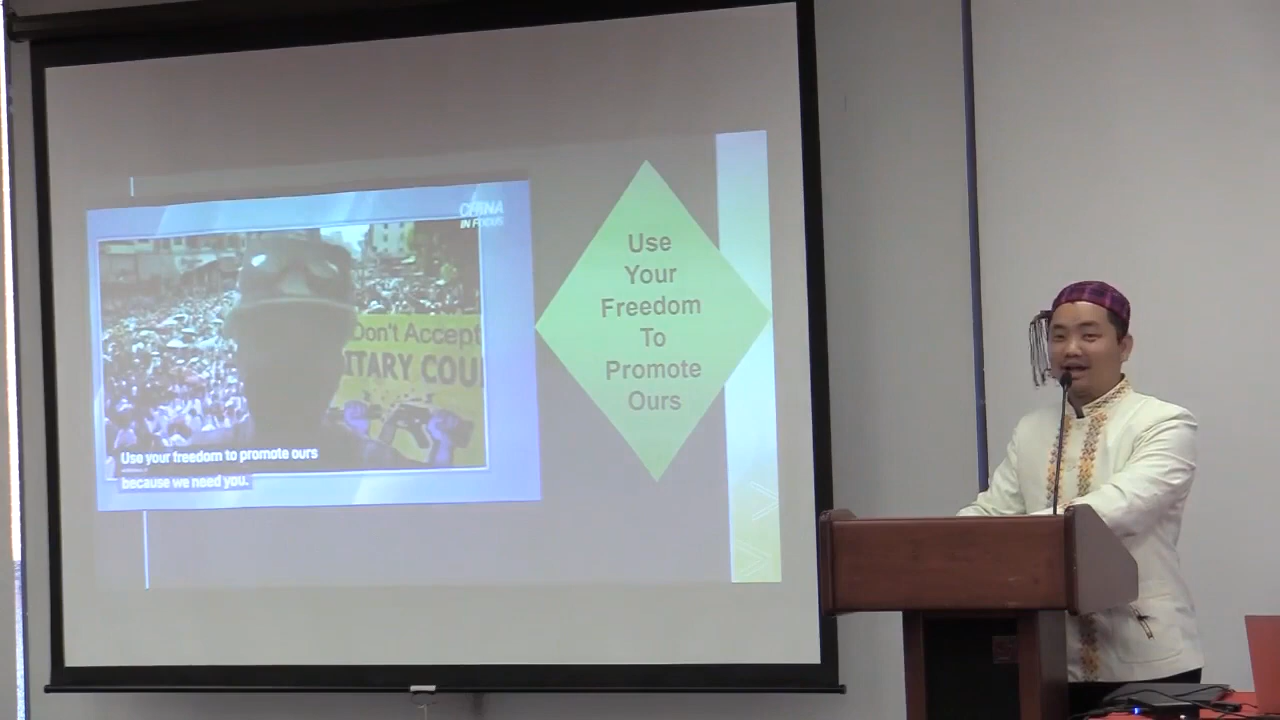 CHINA
IN FOCUS
Don't Accept
ITARY COU
Use your freedom to promote ours
because we need you.
Use
Your
Freedom
To
Promote
Ours